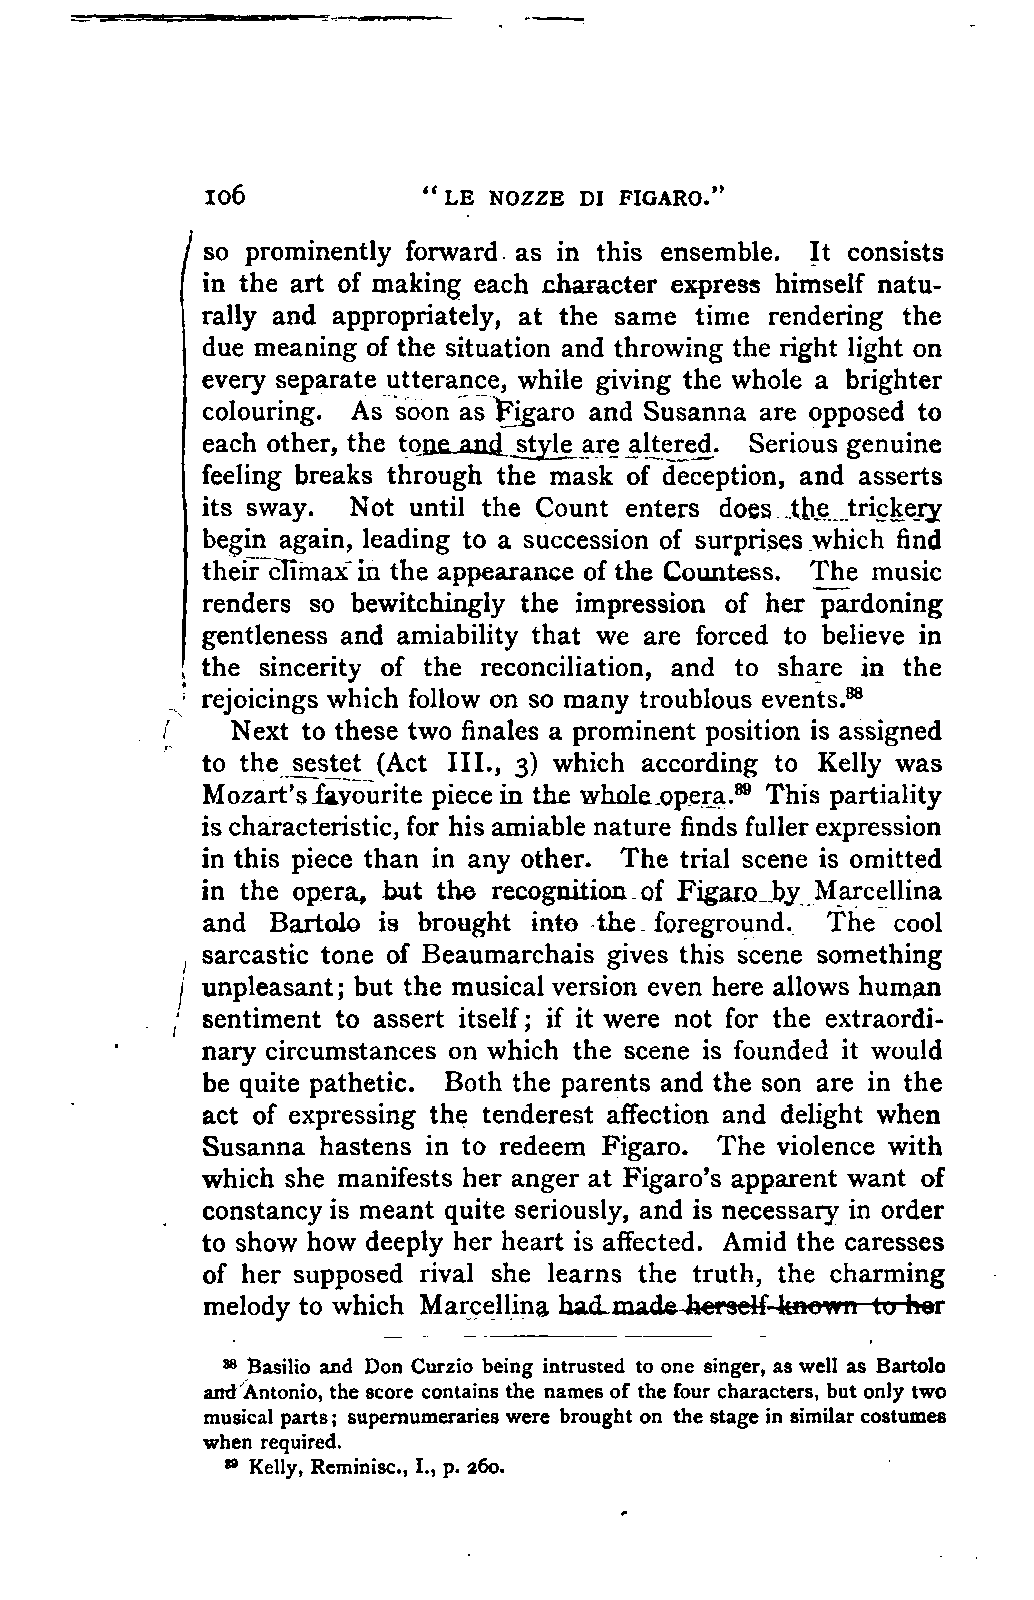 106 "LE NOZZE DI FIGARO."
so prominently forward as in this ensemble. It consists
in the art of making each character express himself natu-
rally and appropriately, at the same time rendering the
due meaning of the situation and throwing the right light on
every separate utterance, while giving the whole a brighter
colouring. As soon as Figaro and Susanna are opposed to
each other, the tone and style are altered. Serious genuine
feeling breaks through the mask of deception, and asserts
its sway. Not until the Count enters does the trickery
begin again, leading to a succession of surprises which find
their climax in the appearance of the Countess. The music
renders so bewitchingly the impression of her pardoning
gentleness and amiability that we are forced to believe in
the sincerity of the reconciliation, and to share in the
rejoicings which follow on so many troublous events.88
Next to these two finales a prominent position is assigned
to the sestet (Act III., 3) which according to Kelly was
Mozart's favourite piece in the whole opera.89 This partiality
is characteristic, for his amiable nature finds fuller expression
in this piece than in any other. The trial scene is omitted
in the opera, but the recognition of Figaro by Marcellina
and Bartolo is brought into the foreground. The cool
sarcastic tone of Beaumarchais gives this scene something
unpleasant; but the musical version even here allows human
sentiment to assert itself; if it were not for the extraordi-
nary circumstances on which the scene is founded it would
be quite pathetic. Both the parents and the son are in the
act of expressing the tenderest affection and delight when
Susanna hastens in to redeem Figaro. The violence with
which she manifests her anger at Figaro's apparent want of
constancy is meant quite seriously, and is necessary in order
to show how deeply her heart is affected. Amid the caresses
of her supposed rival she learns the truth, the charming
melody to which Marcellina had made herself known to her
88 Basilio and Don Curzio being intrusted to one singer, as well as Bartolo
and Antonio, the score contains the names of the four characters, but only two
musical parts; supernumeraries were brought on the stage in similar costumes
when required.
89 Kelly, Reminisc., I., p. 260.